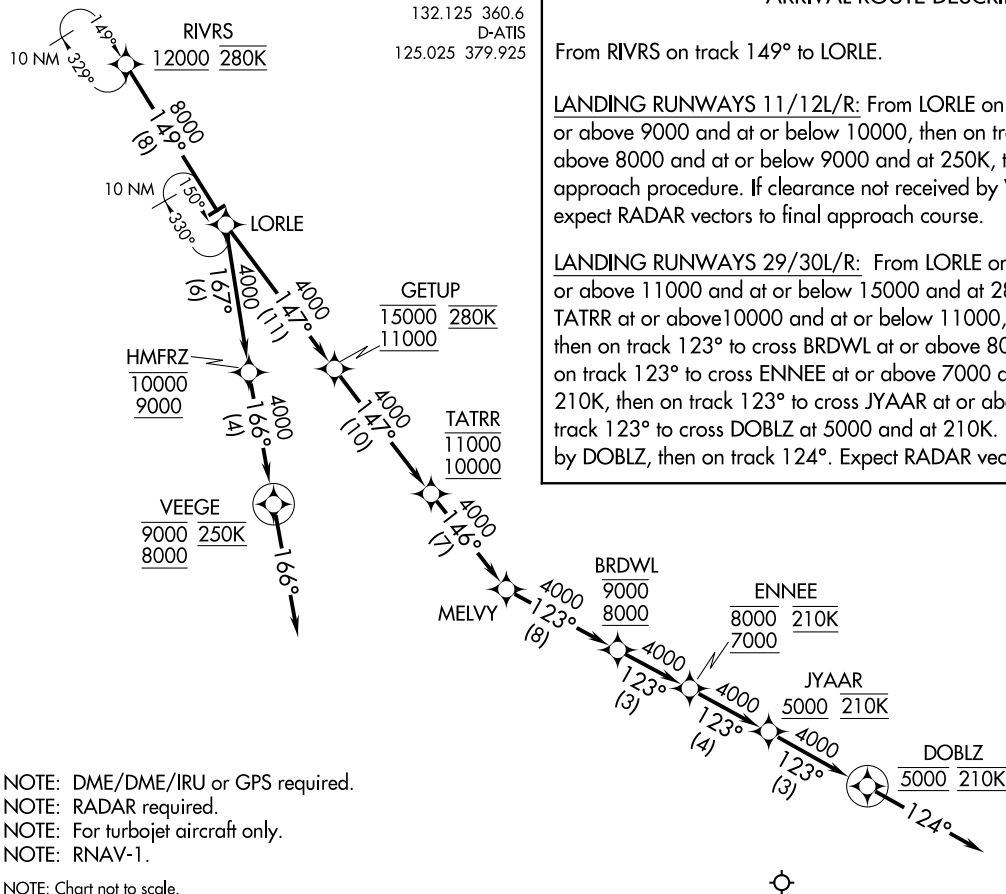 132.125 360.6
D-ATIS
125.025 379.925
RIVRS
12000 280K
10 NM
149°
329°
8000
149°
(8)
10 NM
150°
330°
LORLE
4000
167°
(6)
4000
147°
(11)
GETUP
15000 280K
11000
HMFRZ
10000
9000
4000
166°
(4)
4000
147°
(10)
TATRR
11000
10000
VEEGE
9000 250K
8000
166°
4000
146°
(7)
MELVY
4000
123°
(8)
BRDWL
9000
8000
4000
123°
(3)
ENNEE
8000 210K
7000
4000
123°
(4)
JYAAR
5000 210K
4000
123°
(3)
DOBLZ
5000 210K
124°
From RIVRS on track 149° to LORLE.
LANDING RUNWAYS 11/12L/R: From LORLE on
or above 9000 and at or below 10000, then on
above 8000 and at or below 9000 and at 250K,
approach procedure. If clearance not received by
expect RADAR vectors to final approach course.
LANDING RUNWAYS 29/30L/R: From LORLE
or above 11000 and at or below 15000 and at
TATRR at or above10000 and at or below 11000,
then on track 123° to cross BRDWL at or above
on track 123° to cross ENNEE at or above 7000
210K, then on track 123° to cross JYAAR at or
track 123° to cross DOBLZ at 5000 and at 210K.
by DOBLZ, then on track 124°. Expect RADAR
NOTE: DME/DME/IRU or GPS required.
NOTE: RADAR required.
NOTE: For turbojet aircraft only.
NOTE: RNAV-1.
NOTE: Chart not to scale.